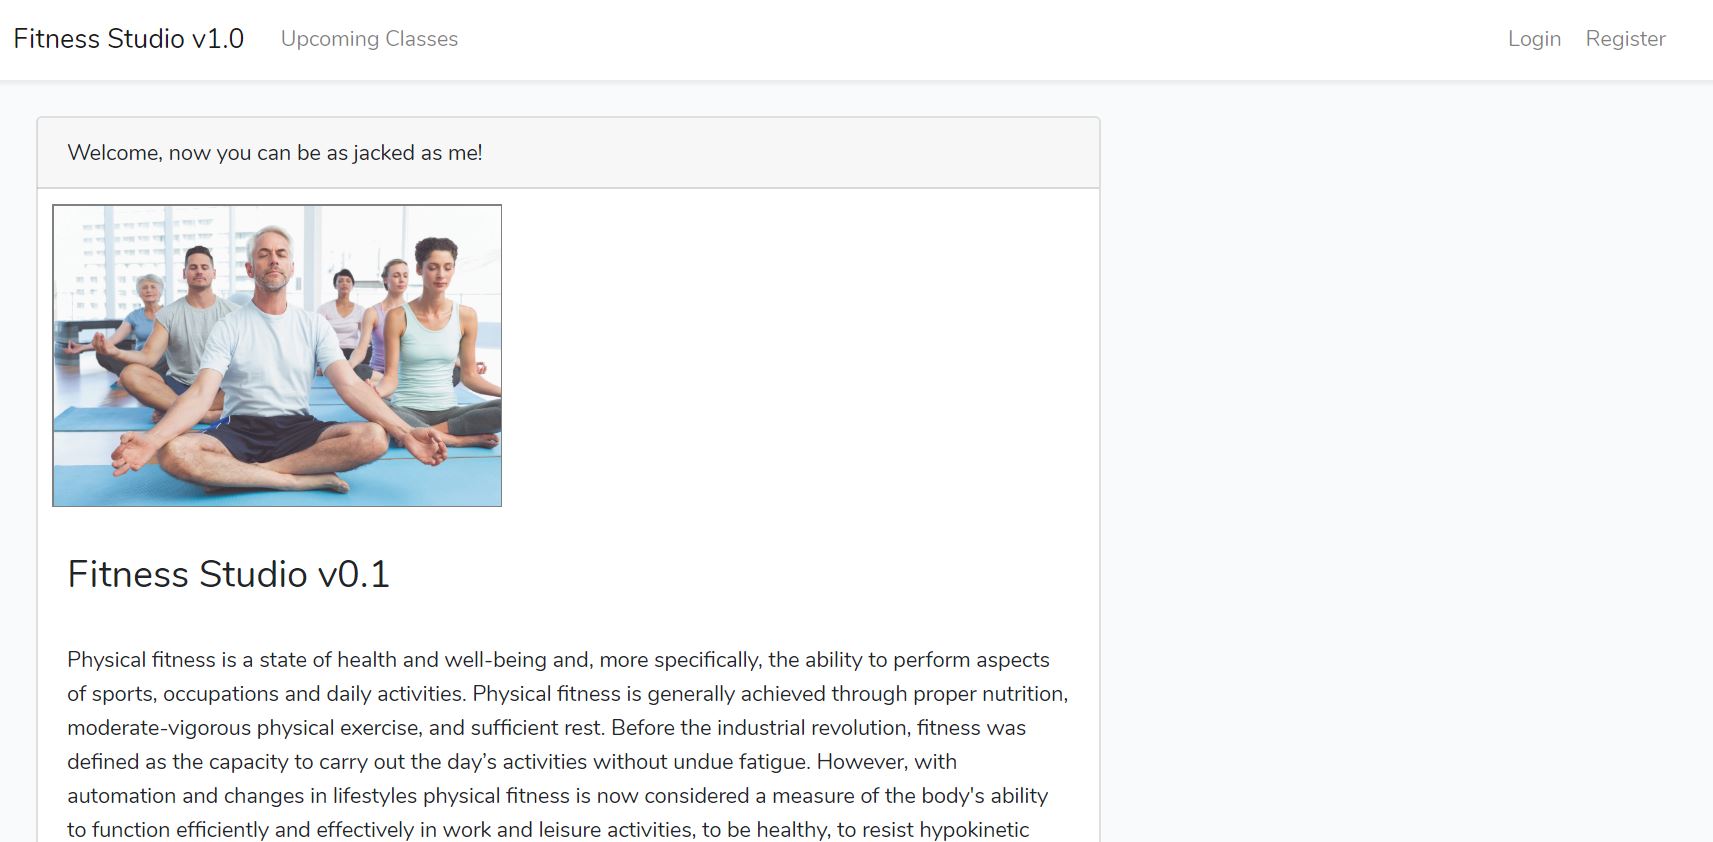 Fitness Studio v1.0 Upcoming Classes Login Register
Welcome, now you can be as jacked as me!
Fitness Studio v0.1
Physical fitness is a state of health and well-being and, more specifically, the ability to perform aspects
of sports, occupations and daily activities. Physical fitness is generally achieved through proper nutrition,
moderate-vigorous physical exercise, and sufficient rest. Before the industrial revolution, fitness was
defined as the capacity to carry out the day’s activities without undue fatigue. However, with
automation and changes in lifestyles physical fitness is now considered a measure of the body's ability
to function efficiently and effectively in work and leisure activities, to be healthy, to resist hypokinetic